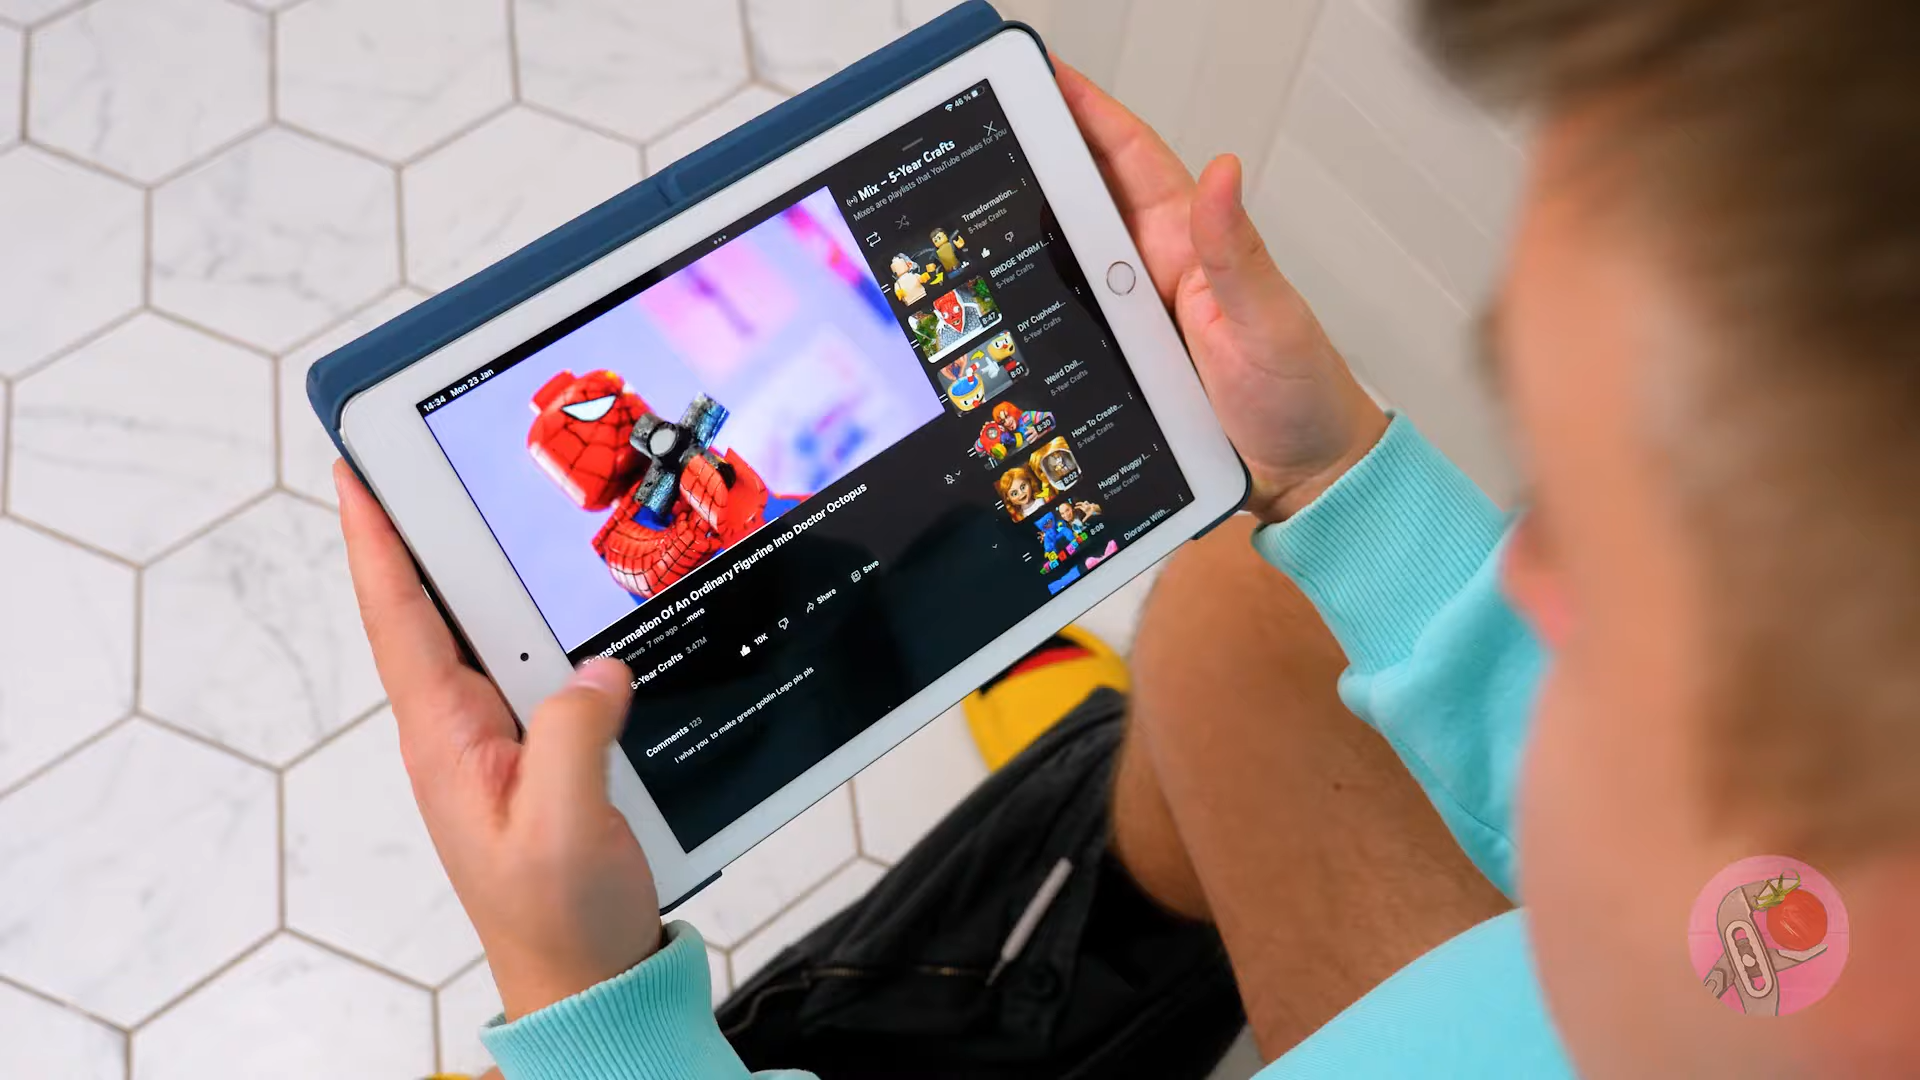 14:34 Mon 23 Jan
46 %
Transformation Of An Ordinary Figurine Into Doctor Octopus
views 7 mo ago ...more
5-Year Crafts 3.47M
10K
Share
Save
Comments 123
I what you to make green goblin Lego pls pls
Mix – 5-Year Crafts
Mixes are playlists that YouTube makes for you
Transformation...
5-Year Crafts
BRIDGE WORM I...
5-Year Crafts
8:47
DIY Cuphead...
5-Year Crafts
8:01
Weird Doll...
5-Year Crafts
8:30
How To Create...
5-Year Crafts
8:02
Huggy Wuggy I...
5-Year Crafts
8:08
Diorama With...